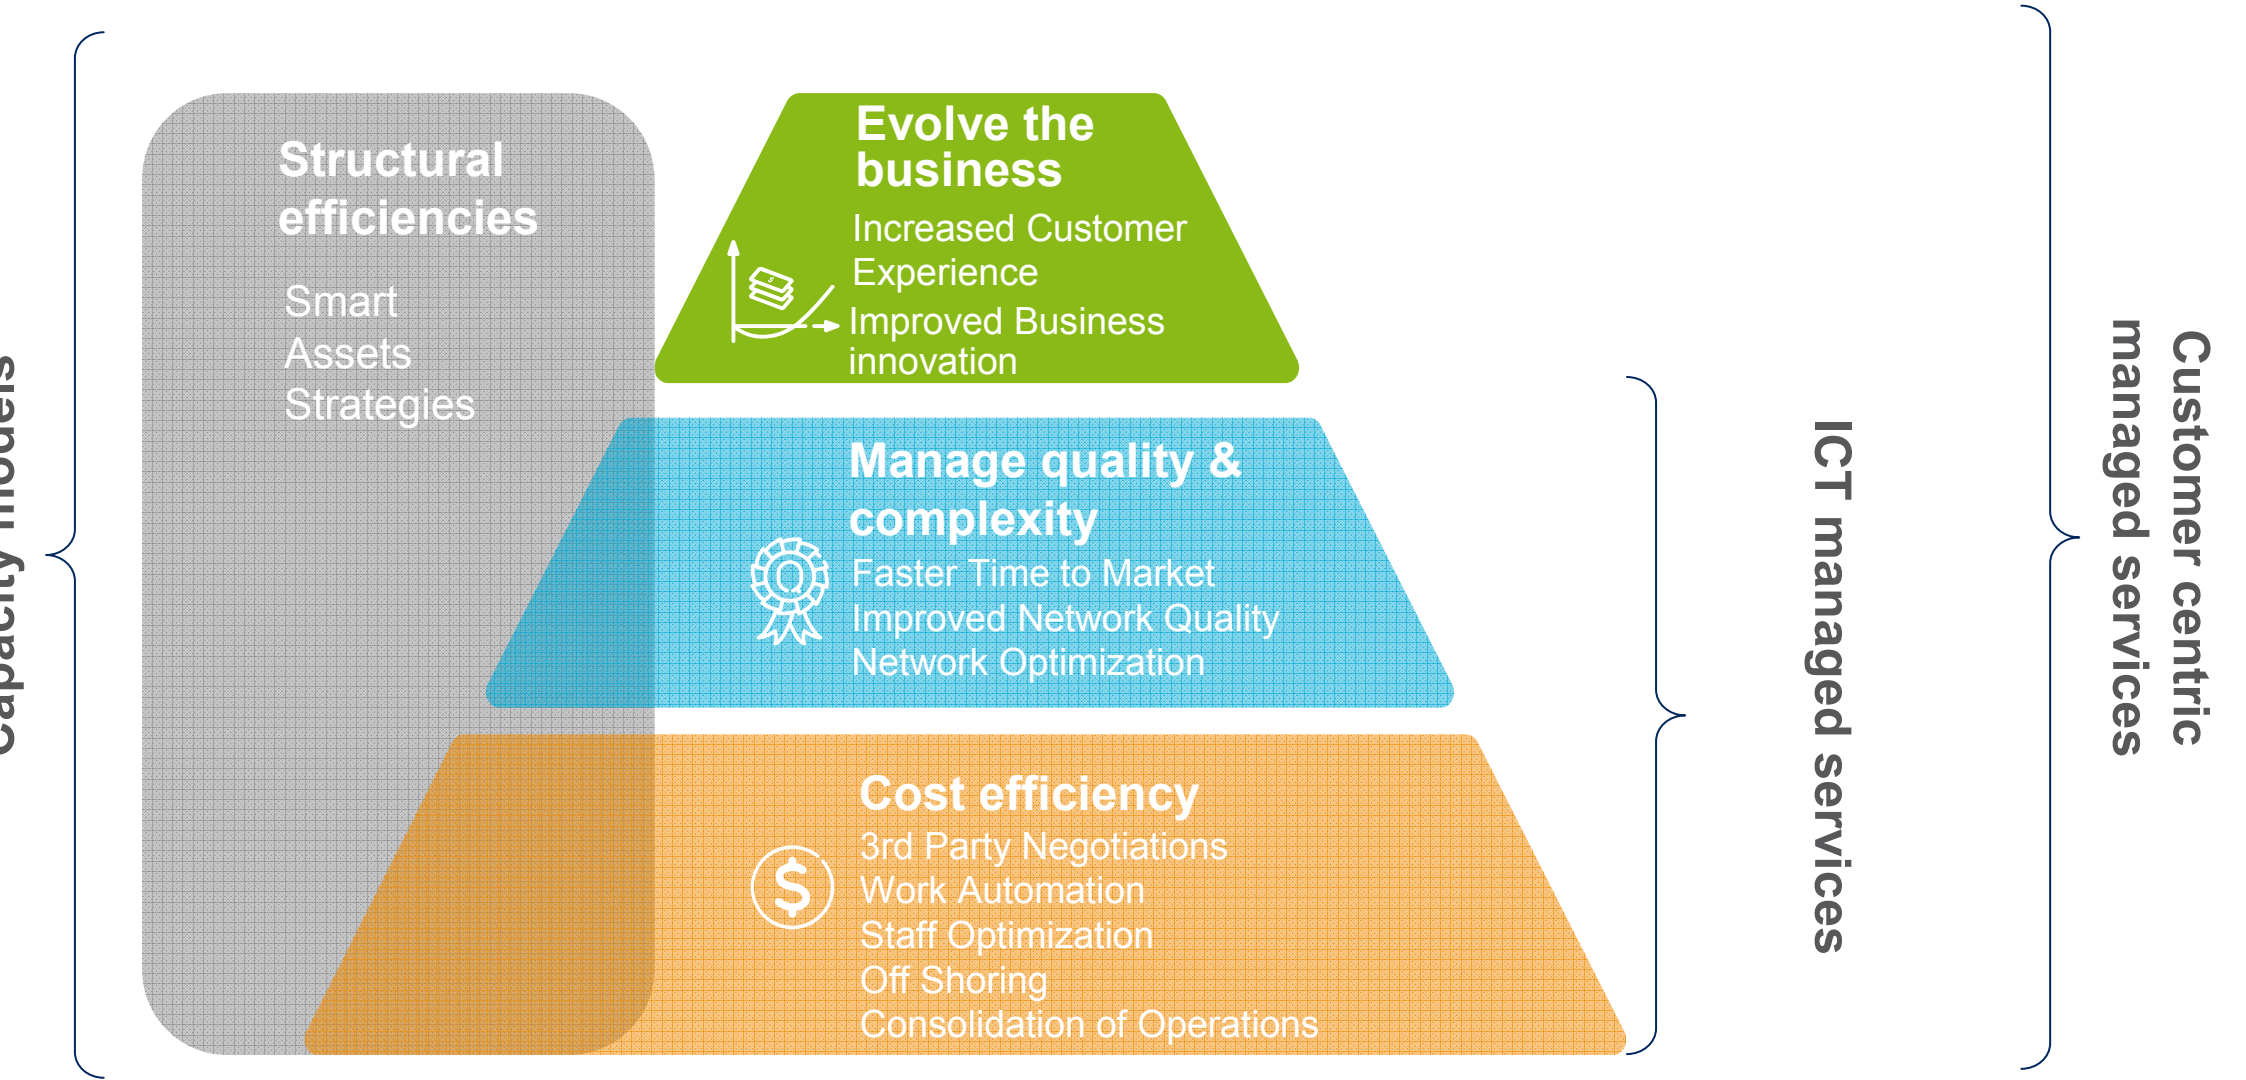 Structural
efficiencies
Smart
Assets
Strategies
Evolve the
business
Increased Customer
Experience
Improved Business
innovation
Manage quality &
complexity
Faster Time to Market
Improved Network Quality
Network Optimization
Cost efficiency
3rd Party Negotiations
Work Automation
Staff Optimization
Off Shoring
Consolidation of Operations
ICT managed services
Customer centric
managed services